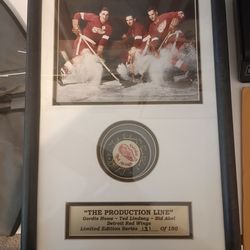 "THE PRODUCTION LINE"
Gordie Howe ~ Ted Lindsay ~ Sid Abel
Detroit Red Wings
Limited Edition Series 131 Of 150